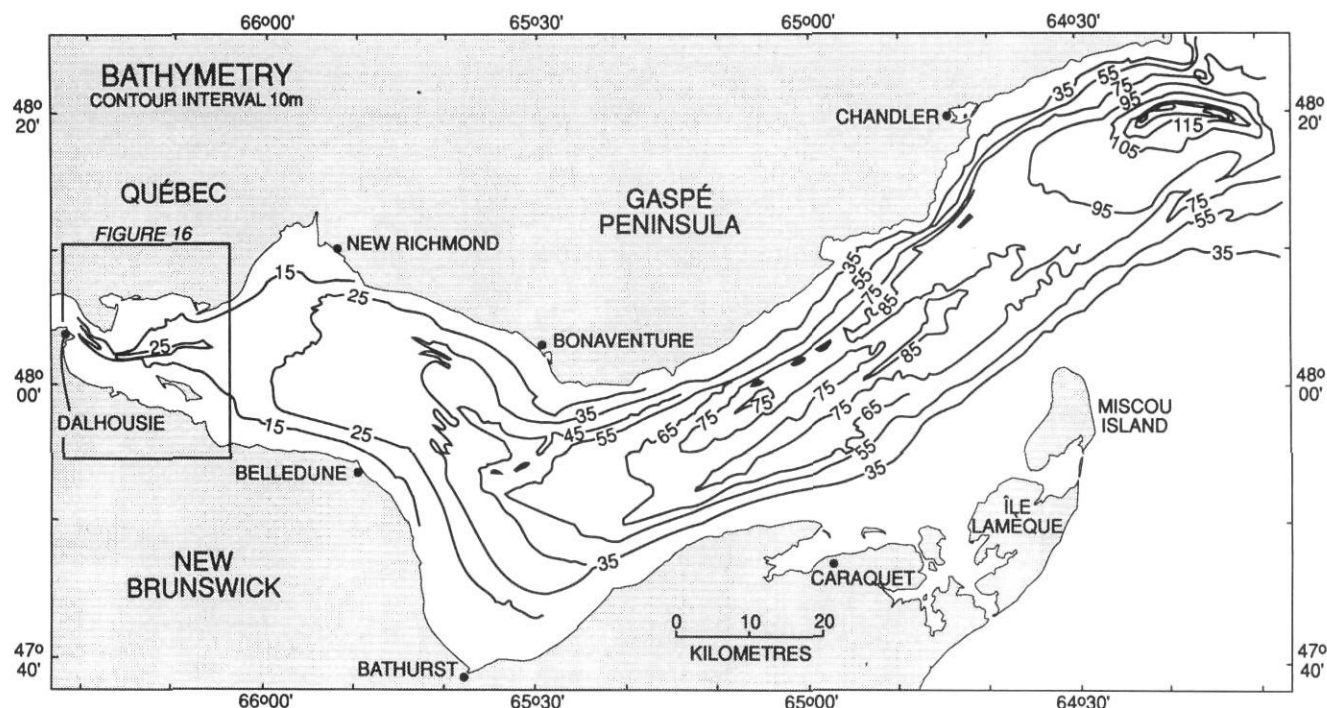 66°00'
65°30'
65°00'
64°30'
BATHYMETRY
CONTOUR INTERVAL 10m
48°
20'
48°
20'
CHANDLER
35
55
75
95
115
105
95
75
55
35
QUÉBEC
GASPÉ
PENINSULA
FIGURE 16
NEW RICHMOND
15
25
35
55
75
85
25
BONAVENTURE
48°
00'
48°
00'
DALHOUSIE
15
25
35
45
55
65
75
75
75
85
75
65
55
35
MISCOU
ISLAND
BELLEDUNE
ÎLE
LAMÈQUE
NEW
BRUNSWICK
35
CARAQUET
0 10 20
KILOMETRES
BATHURST
47°
40'
47°
40'
66°00'
65°30'
65°00'
64°30'